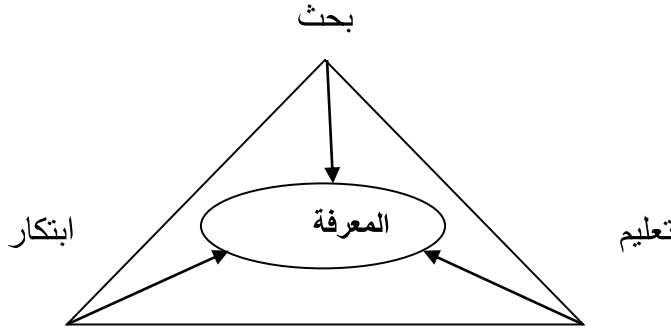 بحث
المعرفة
تعليم
ابتكار